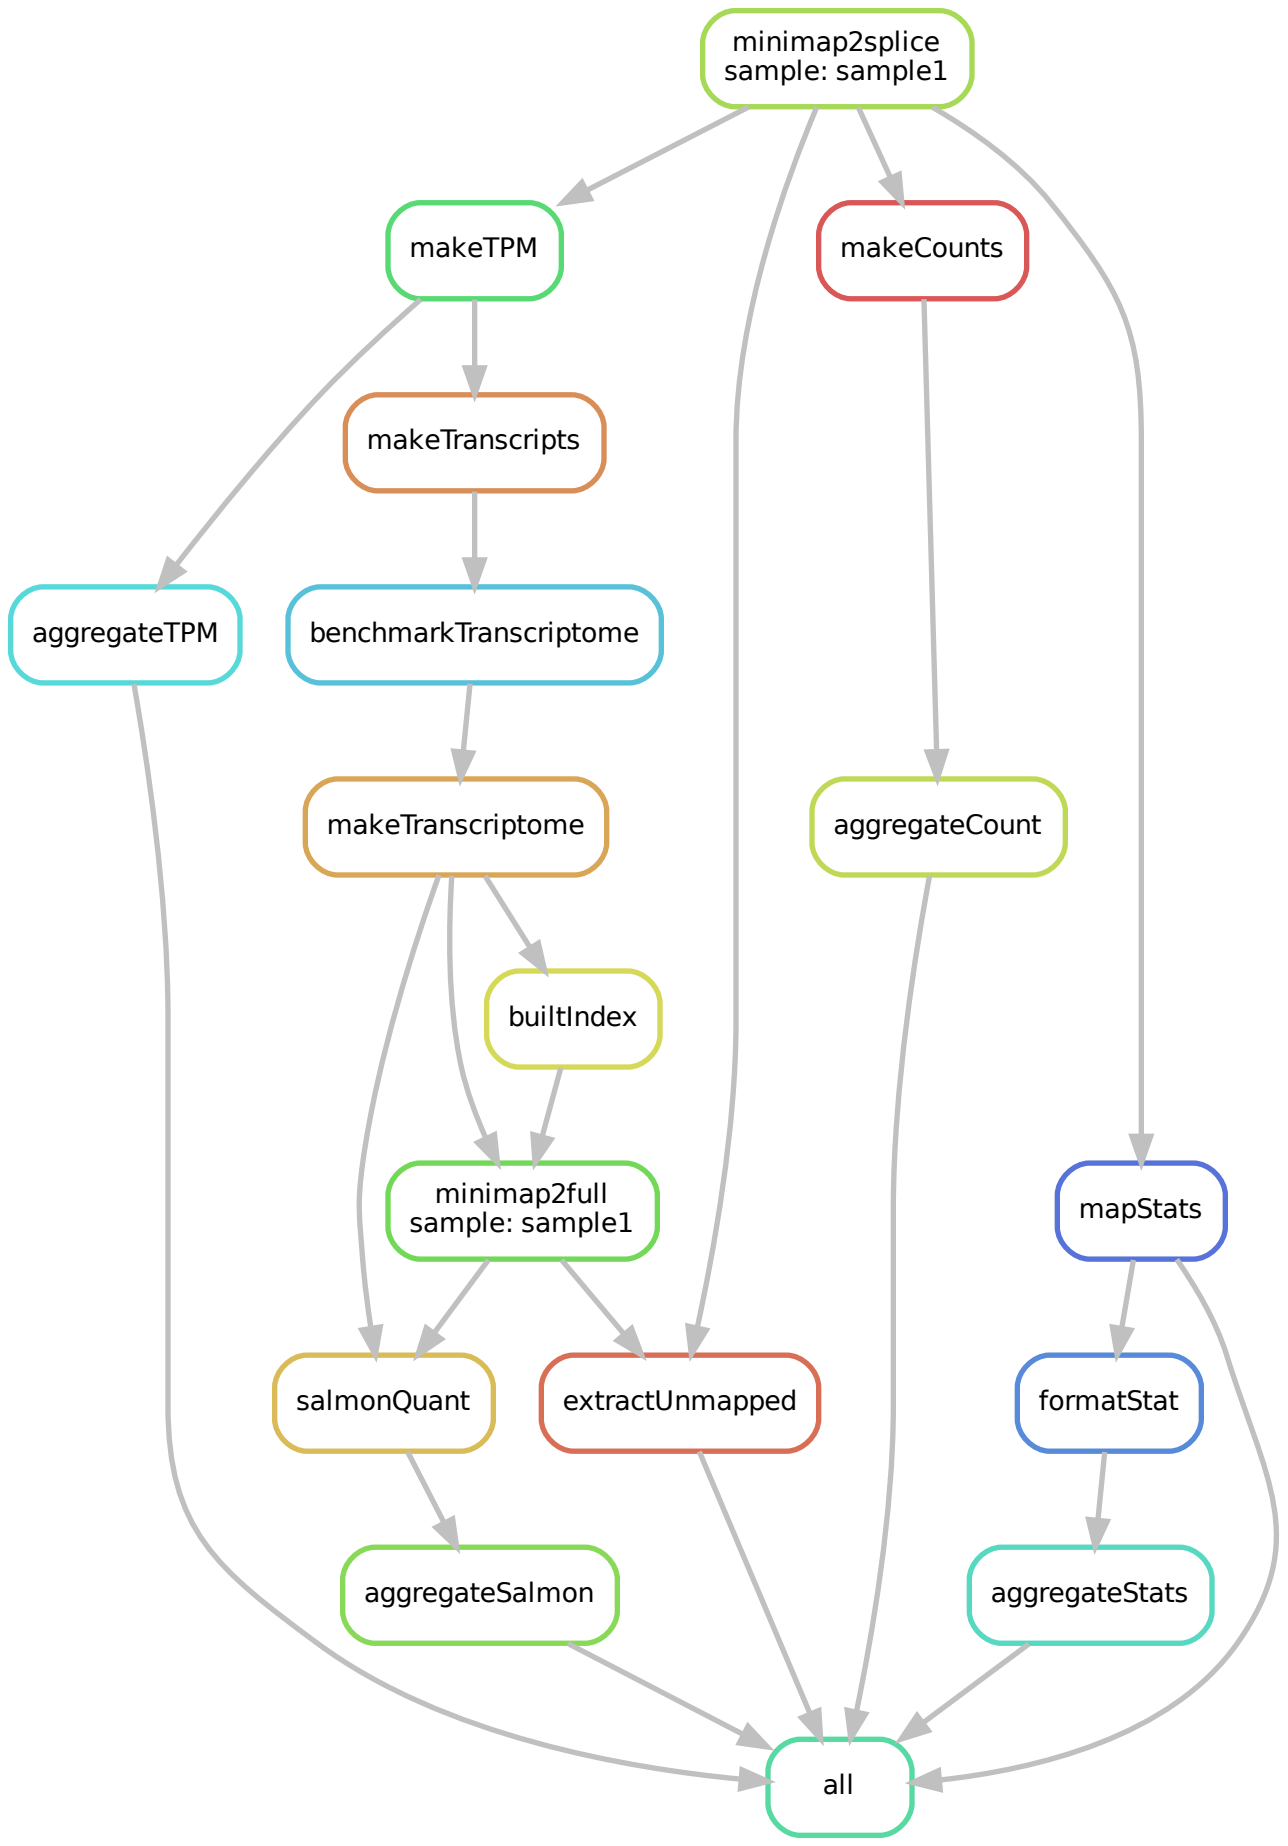 minimap2splice
sample: sample1
makeTPM
makeCounts
makeTranscripts
aggregateTPM
benchmarkTranscriptome
makeTranscriptome
aggregateCount
builtIndex
minimap2full
sample: sample1
mapStats
salmonQuant
extractUnmapped
formatStat
aggregateSalmon
aggregateStats
all